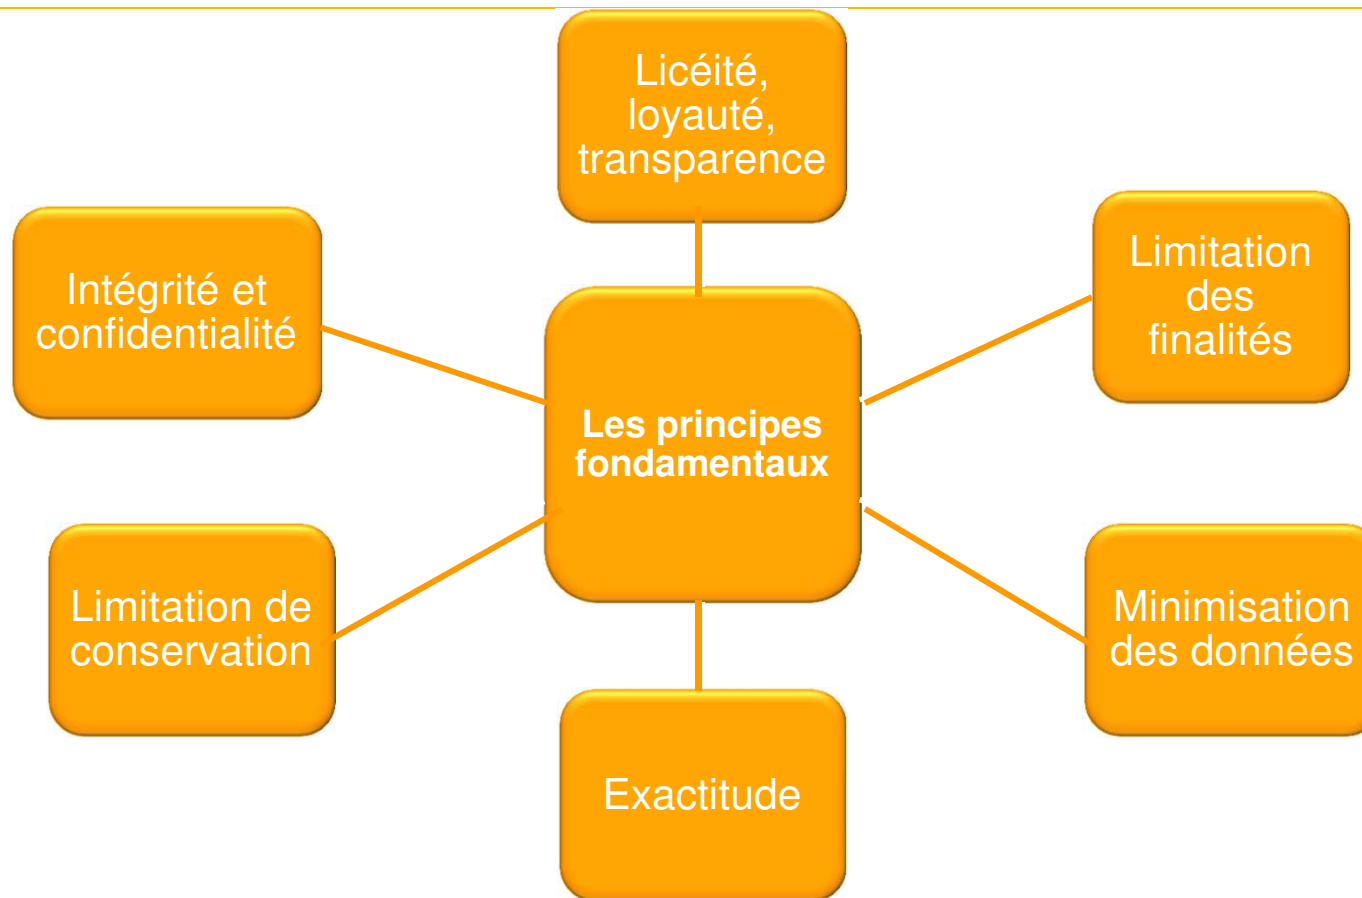 Licéité,
loyauté,
transparence
Limitation
des
finalités
Intégrité et
confidentialité
Les principes
fondamentaux
Limitation de
conservation
Minimisation
des données
Exactitude